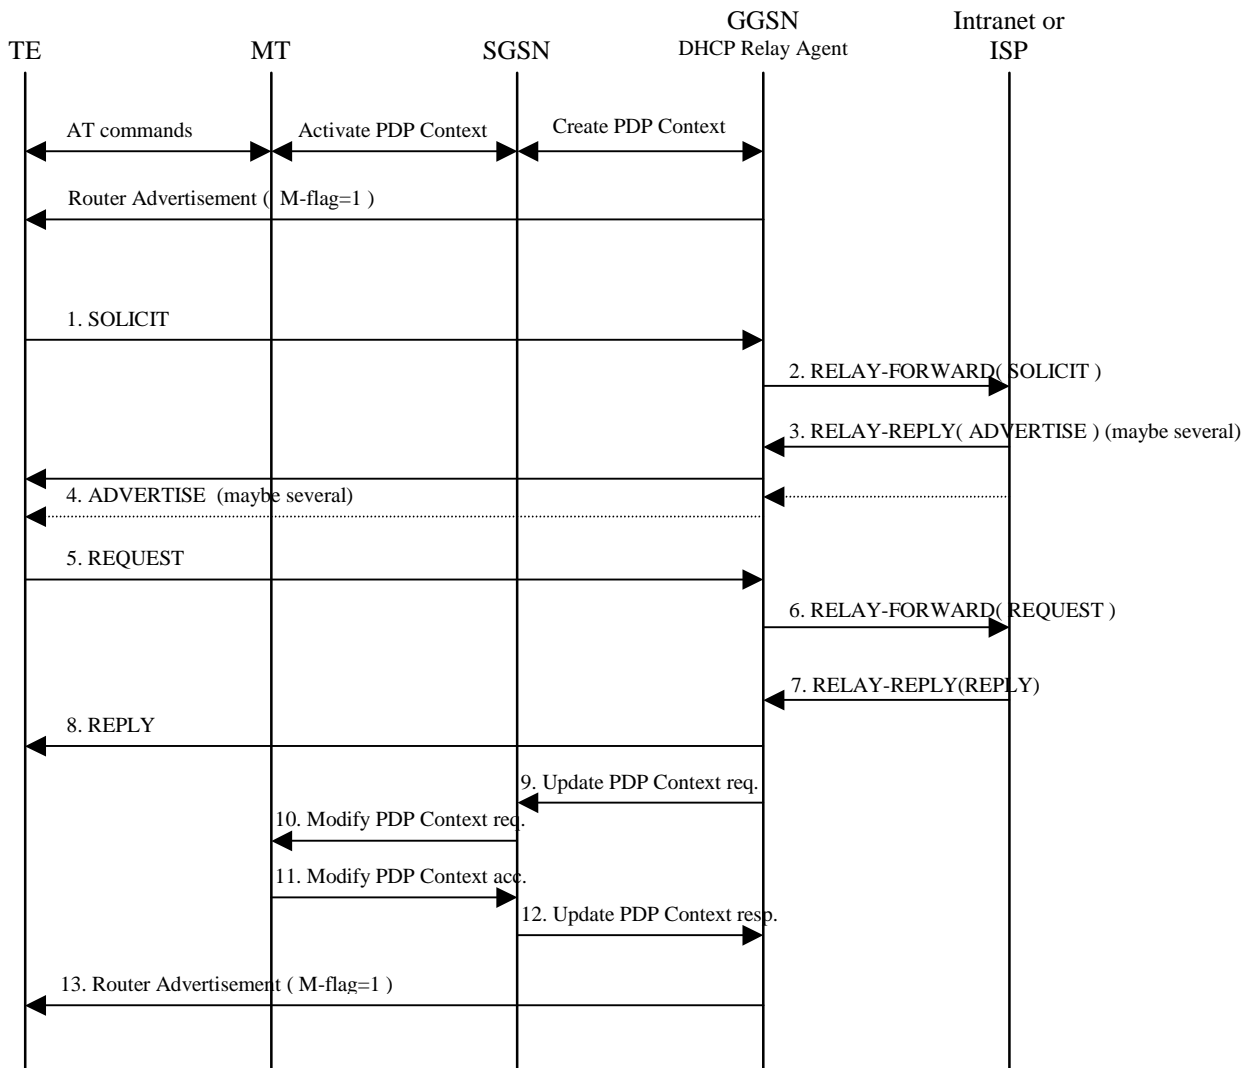 GGSN
Intranet or
TE
MT
SGSN
DHCP Relay Agent
ISP
AT commands
Activate PDP Context
Create PDP Context
Router Advertisement ( M-flag=1 )
1. SOLICIT
2. RELAY-FORWARD( SOLICIT )
3. RELAY-REPLY( ADVERTISE ) (maybe several)
4. ADVERTISE (maybe several)
5. REQUEST
6. RELAY-FORWARD( REQUEST )
7. RELAY-REPLY(REPLY)
8. REPLY
9. Update PDP Context req.
10. Modify PDP Context req.
11. Modify PDP Context acc.
12. Update PDP Context resp.
13. Router Advertisement ( M-flag=1 )